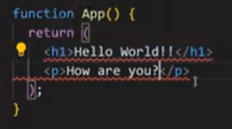 function App() {
return (
<h1>Hello World!!</h1>
<p>How are you?</p>
);
}